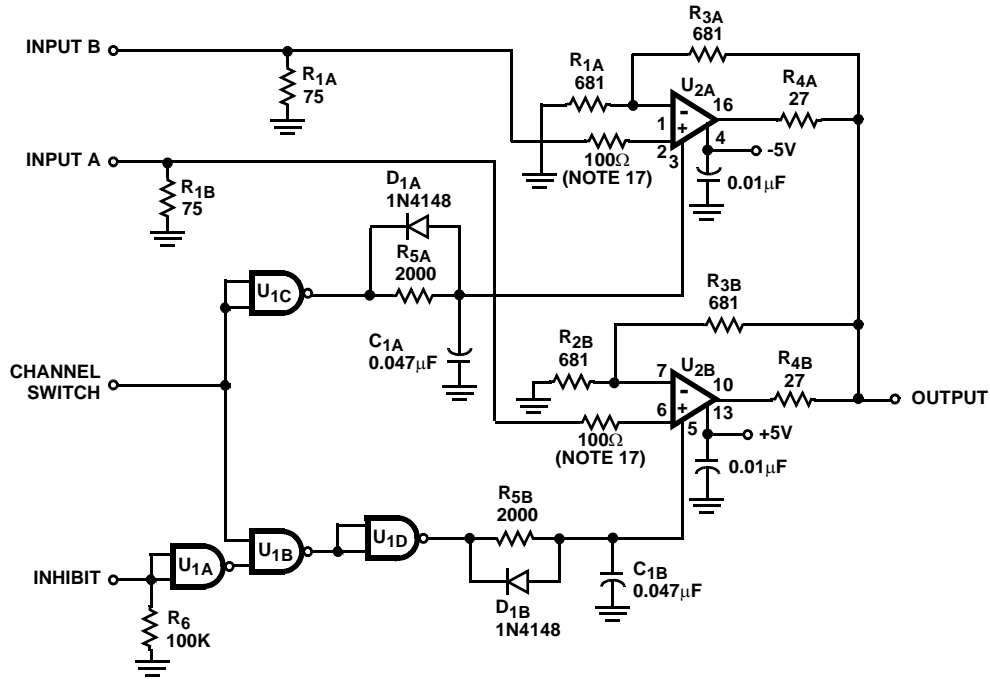 INPUT B
R1A
75
INPUT A
R1B
75
R3A
681
R1A
681
U2A
16
R4A
27
-
+
1
2
3
4
-5V
100Ω
(NOTE 17)
0.01µF
D1A
1N4148
R5A
2000
U1C
C1A
0.047µF
R3B
681
R2B
681
U2B
10
R4B
27
-
+
7
6
5
13
+5V
OUTPUT
100Ω
(NOTE 17)
0.01µF
CHANNEL
SWITCH
R5B
2000
U1D
U1B
U1A
INHIBIT
D1B
1N4148
C1B
0.047µF
R6
100K